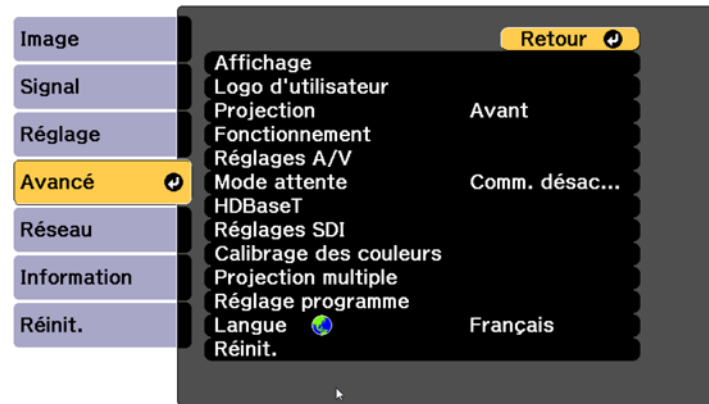 Image
Signal
Réglage
Avancé
Réseau
Information
Réinit.
Retour
Affichage
Logo d'utilisateur
Projection Avant
Fonctionnement
Réglages A/V
Mode attente Comm. désac...
HDBaseT
Réglages SDI
Calibrage des couleurs
Projection multiple
Réglage programme
Langue Français
Réinit.